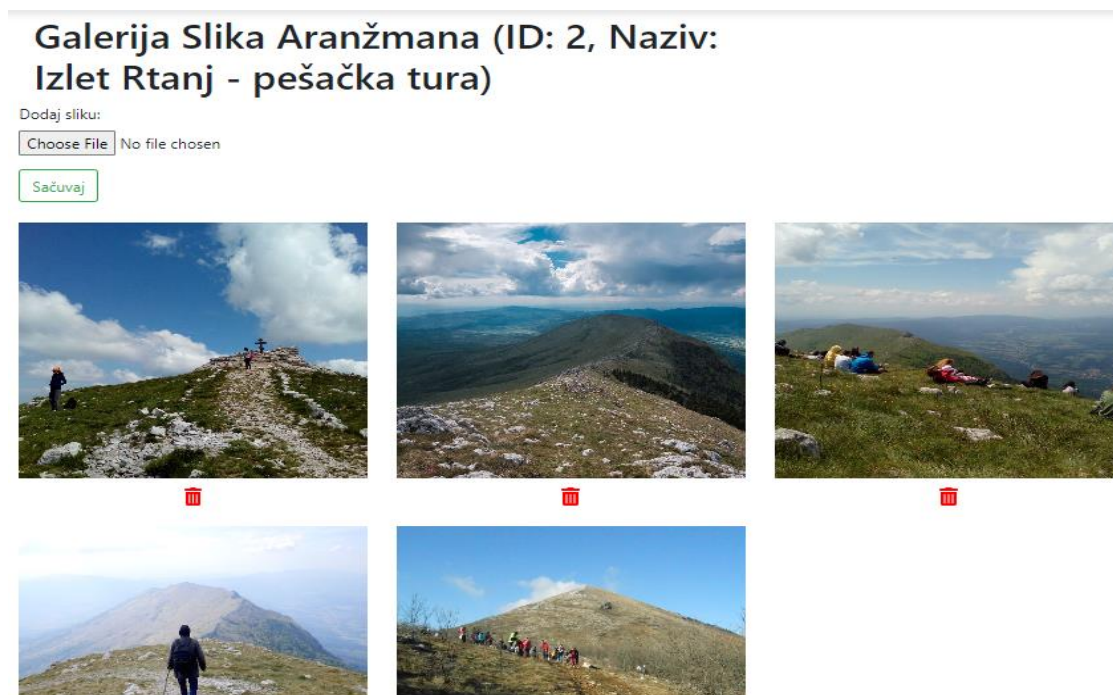 Galerija Slika Aranžmana (ID: 2, Naziv:
Izlet Rtanj - pešačka tura)
Dodaj sliku:
Choose File No file chosen
Sačuvaj